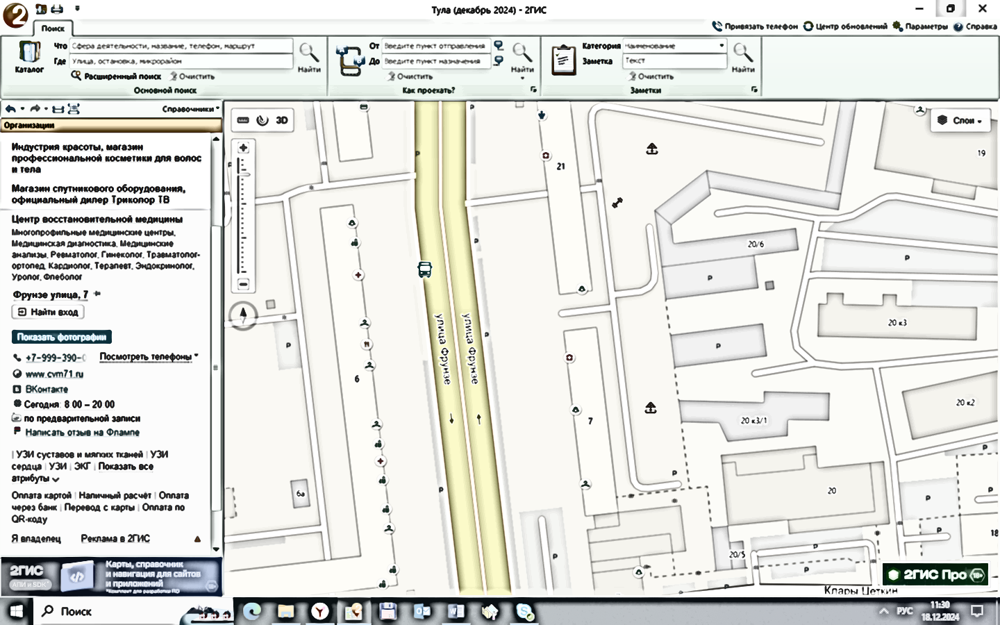 Тула (декабрь 2024) - 2ГИС
Поиск
Привязать телефон
Центр обновлений
Параметры
Справка
Каталог
Что
Сфера деятельности, название, телефон, маршрут
Где
Улица, остановка, микрорайон
Расширенный поиск
Очистить
Найти
Основной поиск
От
Введите пункт отправления
До
Введите пункт назначения
Очистить
Найти
Как проехать?
Категория
Наименование
Заметка
Текст
Очистить
Найти
Заметки
Справочники
Организации
Индустрия красоты, магазин
профессиональной косметики для волос
и тела
Магазин спутникового оборудования,
официальный дилер Триколор ТВ
Центр восстановительной медицины
Многопрофильные медицинские центры,
Медицинская диагностика, Медицинские
анализы, Ревматолог, Гинеколог, Травматолог-
ортопед, Кардиолог, Терапевт, Эндокринолог,
Уролог, Флеболог
Фрунзе улица, 7
Найти вход
Показать фотографии
+7-999-390-
Посмотреть телефоны
www.cvm71.ru
ВКонтакте
Сегодня: 8:00 – 20:00
по предварительной записи
Написать отзыв на Флампе
| УЗИ суставов и мягких тканей | УЗИ
сердца | УЗИ | ЭКГ | Показать все
атрибуты
Оплата картой | Наличный расчёт | Оплата
через банк | Перевод с карты | Оплата по
QR-коду
Я владелец
Реклама в 2ГИС
2ГИС
АПИ и SDK*
Карты, справочник
и навигация для сайтов
и приложений
*Комплект для разработки ПО
3D
Слои
улица Фрунзе
улица Фрунзе
21
19
20/6
20 к3
6
7
20 к2
20 к3/1
6а
20
20/5
18
Клары Цеткин
2ГИС Про 18+
Поиск
РУС
11:30
18.12.2024